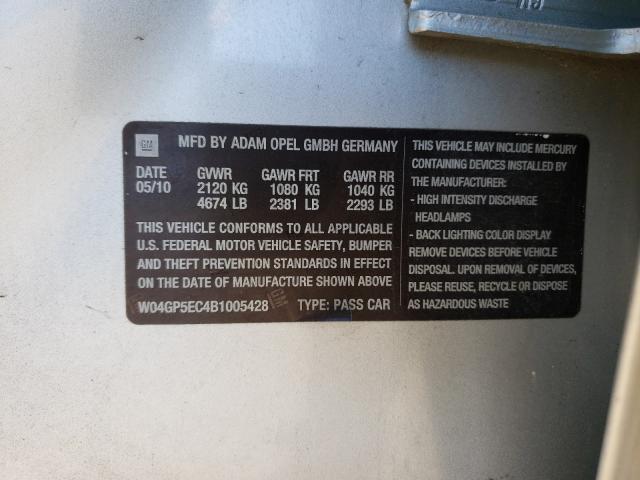 GM
MFD BY ADAM OPEL GMBH GERMANY
DATE GVWR GAWR FRT GAWR RR
05/10 2120 KG 1080 KG 1040 KG
4674 LB 2381 LB 2293 LB
THIS VEHICLE CONFORMS TO ALL APPLICABLE
U.S. FEDERAL MOTOR VEHICLE SAFETY, BUMPER
AND THEFT PREVENTION STANDARDS IN EFFECT
ON THE DATE OF MANUFACTURE SHOWN ABOVE
W04GP5EC4B1005428 TYPE: PASS CAR
THIS VEHICLE MAY INCLUDE MERCURY
CONTAINING DEVICES INSTALLED BY
THE MANUFACTURER:
- HIGH INTENSITY DISCHARGE
HEADLAMPS
- BACK LIGHTING COLOR DISPLAY
REMOVE DEVICES BEFORE VEHICLE
DISPOSAL. UPON REMOVAL OF DEVICES,
PLEASE REUSE, RECYCLE OR DISPOSE
AS HAZARDOUS WASTE